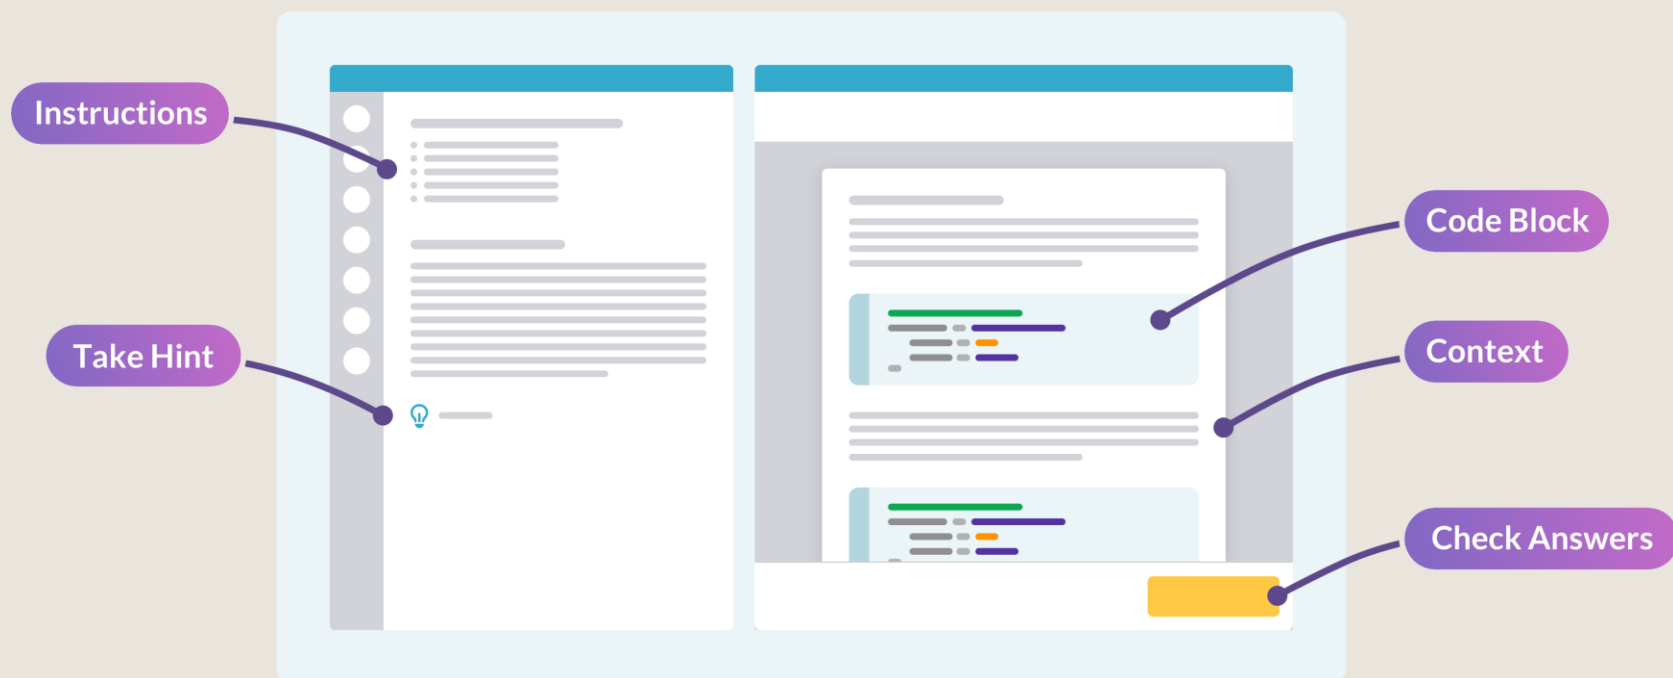 Instructions
Take Hint
Code Block
Context
Check Answers